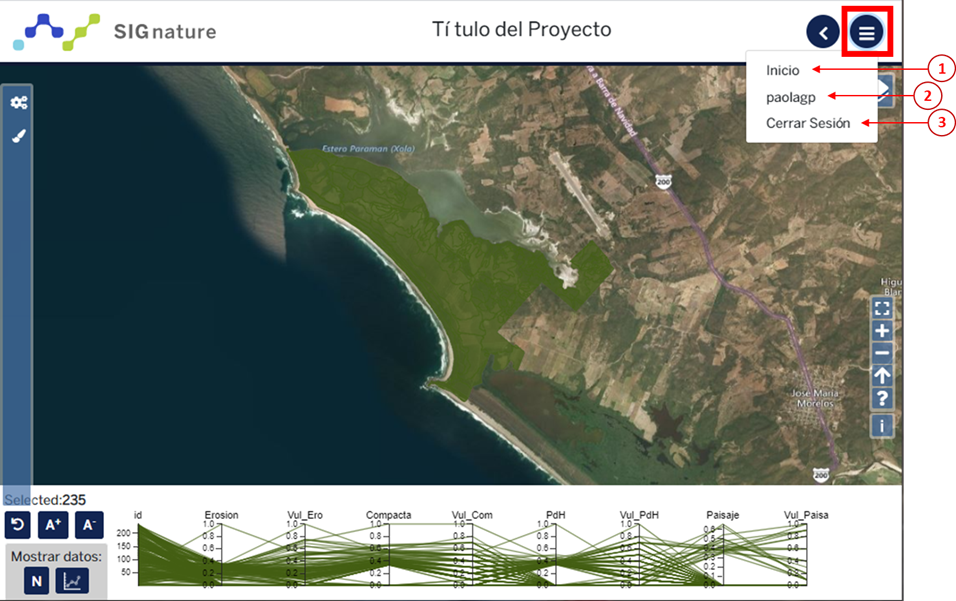 SIGnature
Tí tulo del Proyecto
Inicio
1
paolagp
2
Cerrar Sesión
3
a Barra de Navidad
Estero Paraman (Xola)
200
Higu
Blar
?
i
José María
Morelos
200
Selected:235
A+ A-
Mostrar datos:
N
id Erosion Vul_Ero Compacta Vul_Com PdH Vul_PdH Paisaje Vul_Paisa
200 150 100 50
1.0 0.8 0.6 0.4 0.2 0.0
1.0 0.8 0.6 0.4 0.2 0.0
1.0 0.8 0.6 0.4 0.2 0.0
1.0 0.8 0.6 0.4 0.2 0.0
1.0 0.8 0.6 0.4 0.2 0.0
1.0 0.8 0.6 0.4 0.2 0.0
0.6 0.5 0.4 0.3 0.2 0.1
1.0 0.8 0.6 0.4 0.2 0.0